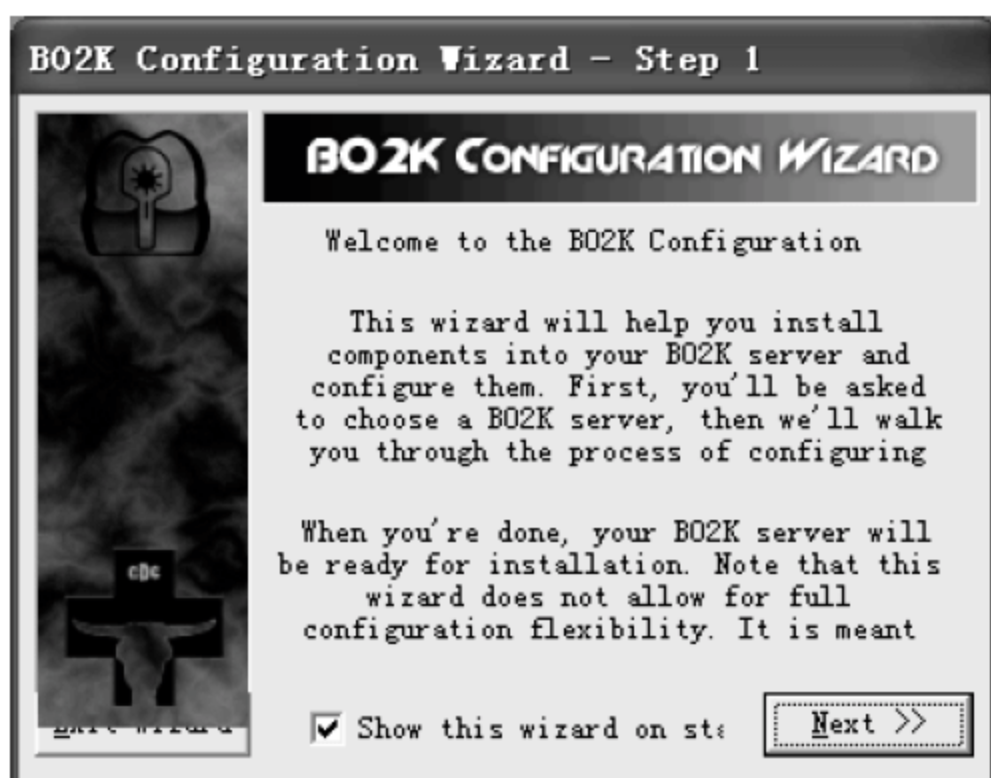 BO2K Configuration Wizard - Step 1
BO2K CONFIGURATION WIZARD
Welcome to the BO2K Configuration
This wizard will help you install
components into your BO2K server and
configure them. First, you'll be asked
to choose a BO2K server, then we'll walk
you through the process of configuring
When you're done, your BO2K server will
be ready for installation. Note that this
wizard does not allow for full
configuration flexibility. It is meant
cDc
Show this wizard on sta
Next >>